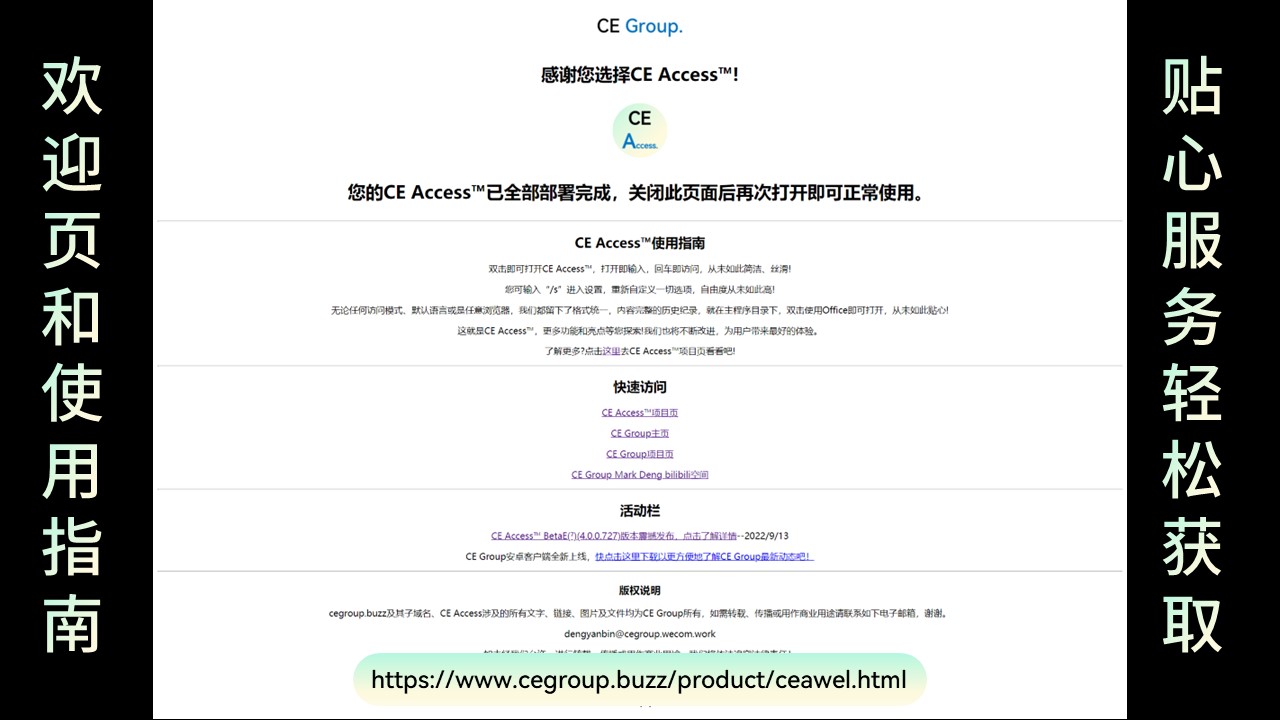 欢迎页和使用指南
CE Group.
感谢您选择CE Access™!
CE
Access.
您的CE Access™已全部部署完成，关闭此页面后再次打开即可正常使用。
CE Access™使用指南
双击即可打开CE Access™，打开即输入，回车即访问，从未如此简洁、丝滑!
您可输入 "/s" 进入设置，重新自定义一切选项，自由度从未如此高!
无论任何访问模式、默认语言或是任意浏览器，我们都留下了格式统一，内容完整的历史纪录，就在主程序目录下，双击使用Office即可打开，从未如此贴心!
这就是CE Access™，更多功能和亮点等您探索!我们也将不断改进，为用户带来最好的体验。
了解更多?点击这里去CE Access™项目页看看吧!
快速访问
CE Access™项目页
CE Group主页
CE Group项目页
CE Group Mark Deng bilibili空间
活动栏
CE Access™ BetaE(?)(4.0.0.727)版本震撼发布，点击了解详情--2022/9/13
CE Group安卓客户端全新上线，快点击这里下载以更方便地了解CE Group最新动态吧！
版权说明
cegroup.buzz及其子域名、CE Access涉及的所有文字、链接、图片及文件均为CE Group所有，如需转载、传播或用作商业用途请联系如下电子邮箱，谢谢。
dengyanbin@cegroup.wecom.work
https://www.cegroup.buzz/product/ceawel.html
贴心服务轻松获取